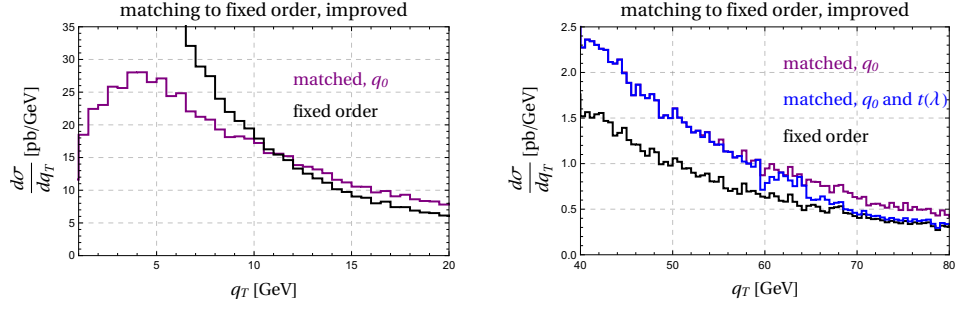 matching to fixed order, improved
35
30
25
20
15
10
5
0
5
10
15
20
dσ/dq_T [pb/GeV]
q_T [GeV]
matched, q_0
fixed order
matching to fixed order, improved
2.5
2.0
1.5
1.0
0.5
0.0
40
50
60
70
80
dσ/dq_T [pb/GeV]
q_T [GeV]
matched, q_0
matched, q_0 and t(λ)
fixed order